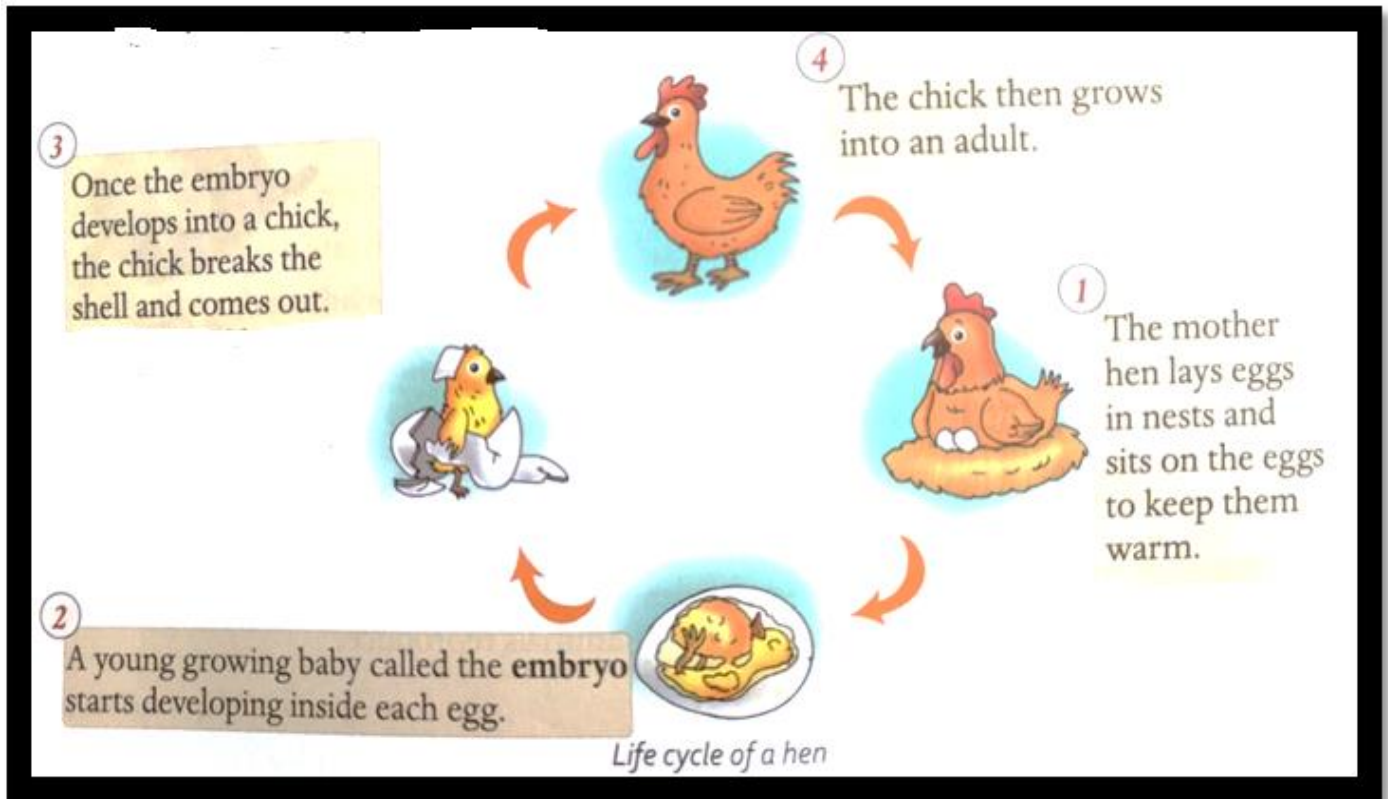 1
The mother
hen lays eggs
in nests and
sits on the eggs
to keep them
warm.
2
A young growing baby called the embryo
starts developing inside each egg.
3
Once the embryo
develops into a chick,
the chick breaks the
shell and comes out.
4
The chick then grows
into an adult.
Life cycle of a hen